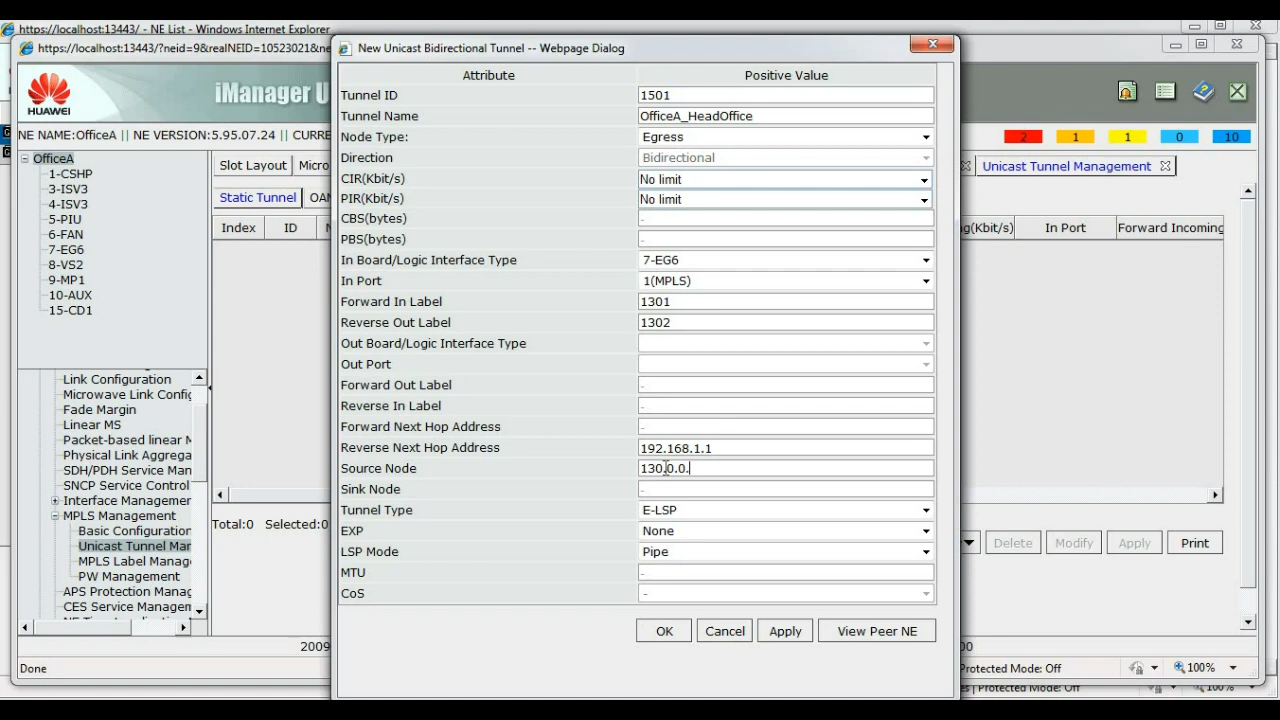 https://localhost:13443/ - NE List - Windows Internet Explorer
https://localhost:13443/?neid=9&realNEID=10523021&ne
New Unicast Bidirectional Tunnel -- Webpage Dialog
HUAWEI
iManager U
NE NAME:OfficeA || NE VERSION:5.95.07.24 || CURRE
2 1 1 0 10
OfficeA
1-CSHP
3-ISV3
4-ISV3
5-PIU
6-FAN
7-EG6
8-VS2
9-MP1
10-AUX
15-CD1
Link Configuration
Microwave Link Config
Fade Margin
Linear MS
Packet-based linear M
Physical Link Aggrega
SDH/PDH Service Man
SNCP Service Control
Interface Managemer
MPLS Management
Basic Configuration
Unicast Tunnel Mar
MPLS Label Manag
PW Management
APS Protection Manag
CES Service Managem
Slot Layout Micro
Unicast Tunnel Management
Static Tunnel OAM
Index ID
g(Kbit/s) In Port Forward Incoming
Total:0 Selected:0
Delete Modify Apply Print
Attribute Positive Value
Tunnel ID 1501
Tunnel Name OfficeA_HeadOffice
Node Type: Egress
Direction Bidirectional
CIR(Kbit/s) No limit
PIR(Kbit/s) No limit
CBS(bytes) -
PBS(bytes) -
In Board/Logic Interface Type 7-EG6
In Port 1(MPLS)
Forward In Label 1301
Reverse Out Label 1302
Out Board/Logic Interface Type
Out Port
Forward Out Label -
Reverse In Label -
Forward Next Hop Address -
Reverse Next Hop Address 192.168.1.1
Source Node 130.0.0.
Sink Node -
Tunnel Type E-LSP
EXP None
LSP Mode Pipe
MTU -
CoS -
OK Cancel Apply View Peer NE
2009
00
Done
Protected Mode: Off 100%
es | Protected Mode: Off 100%